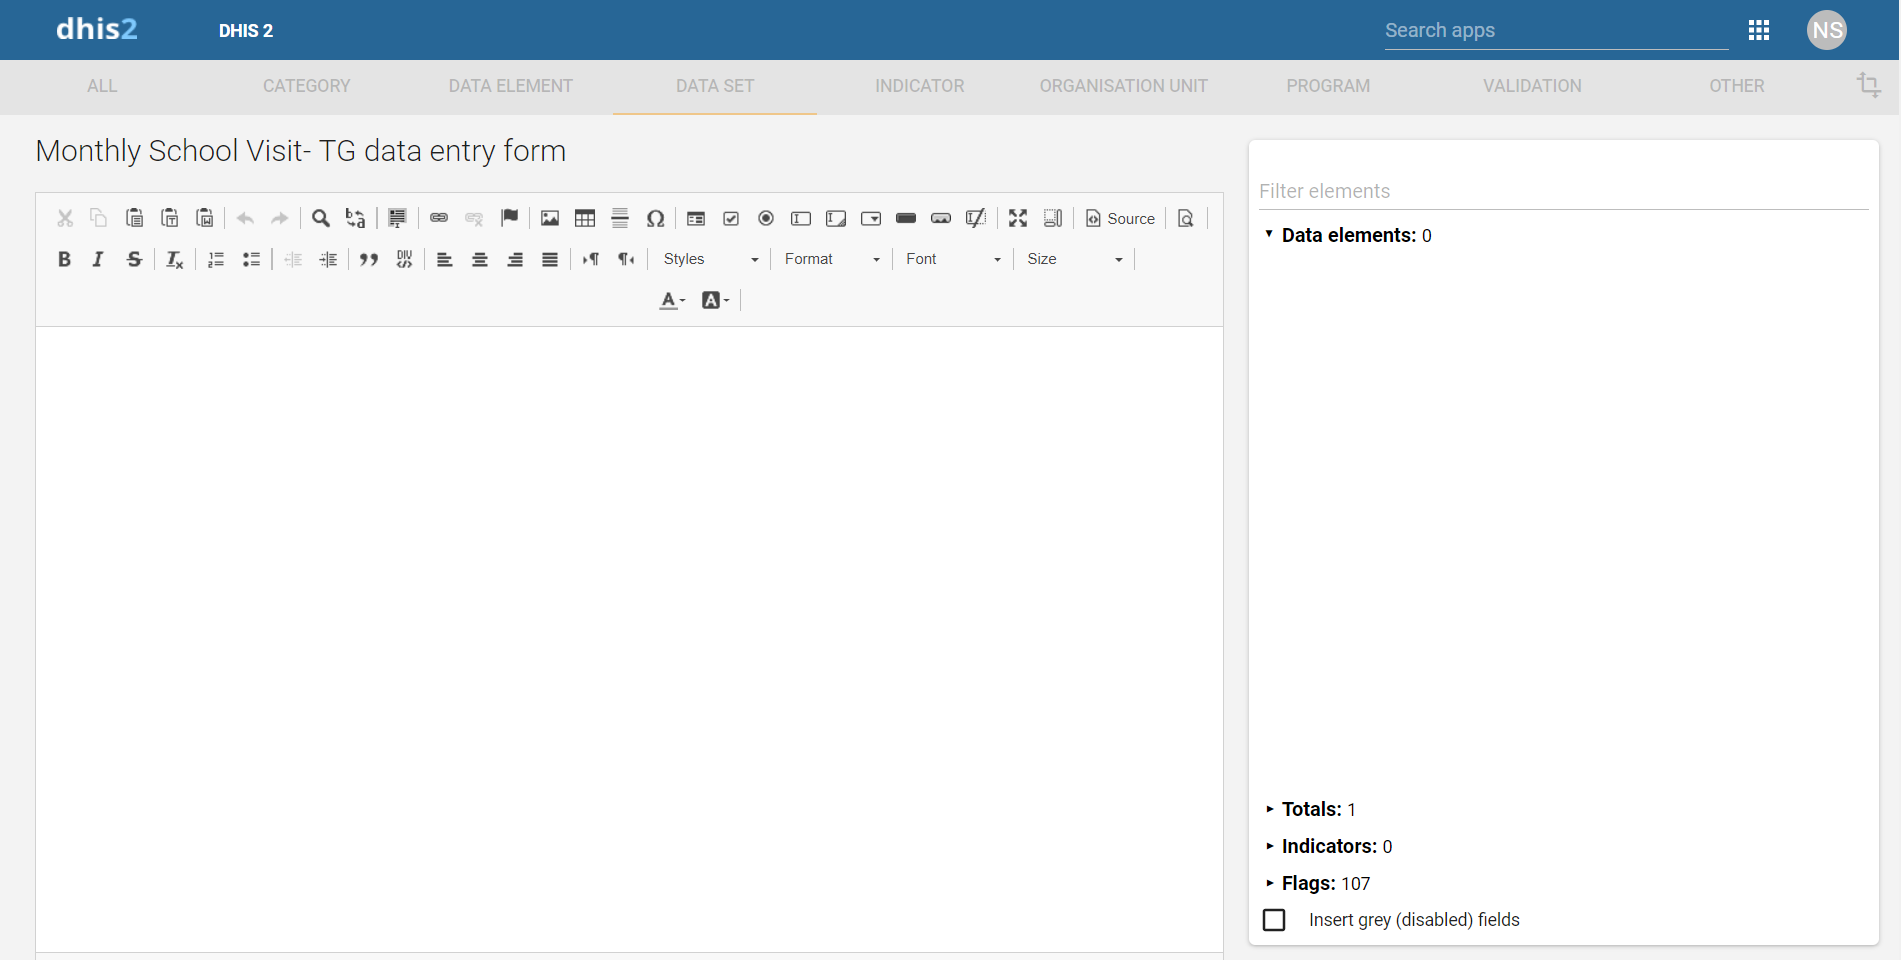 dhis2 DHIS 2 Search apps NS
ALL CATEGORY DATA ELEMENT DATA SET INDICATOR ORGANISATION UNIT PROGRAM VALIDATION OTHER
Monthly School Visit- TG data entry form
Source
Styles Format Font Size
Filter elements
Data elements: 0
Totals: 1
Indicators: 0
Flags: 107
Insert grey (disabled) fields